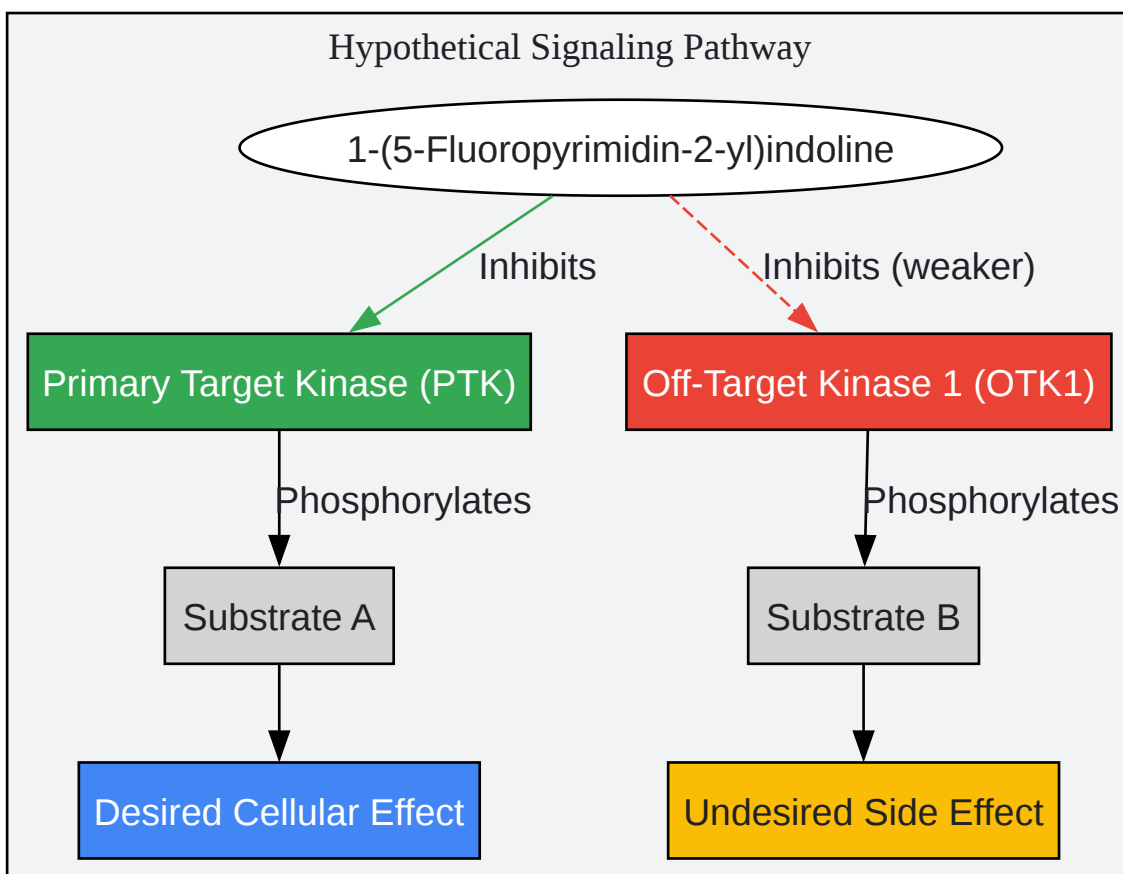 Hypothetical Signaling Pathway
1-(5-Fluoropyrimidin-2-yl)indoline
Inhibits
Inhibits (weaker)
Primary Target Kinase (PTK)
Off-Target Kinase 1 (OTK1)
Phosphorylates
Phosphorylates
Substrate A
Substrate B
Desired Cellular Effect
Undesired Side Effect